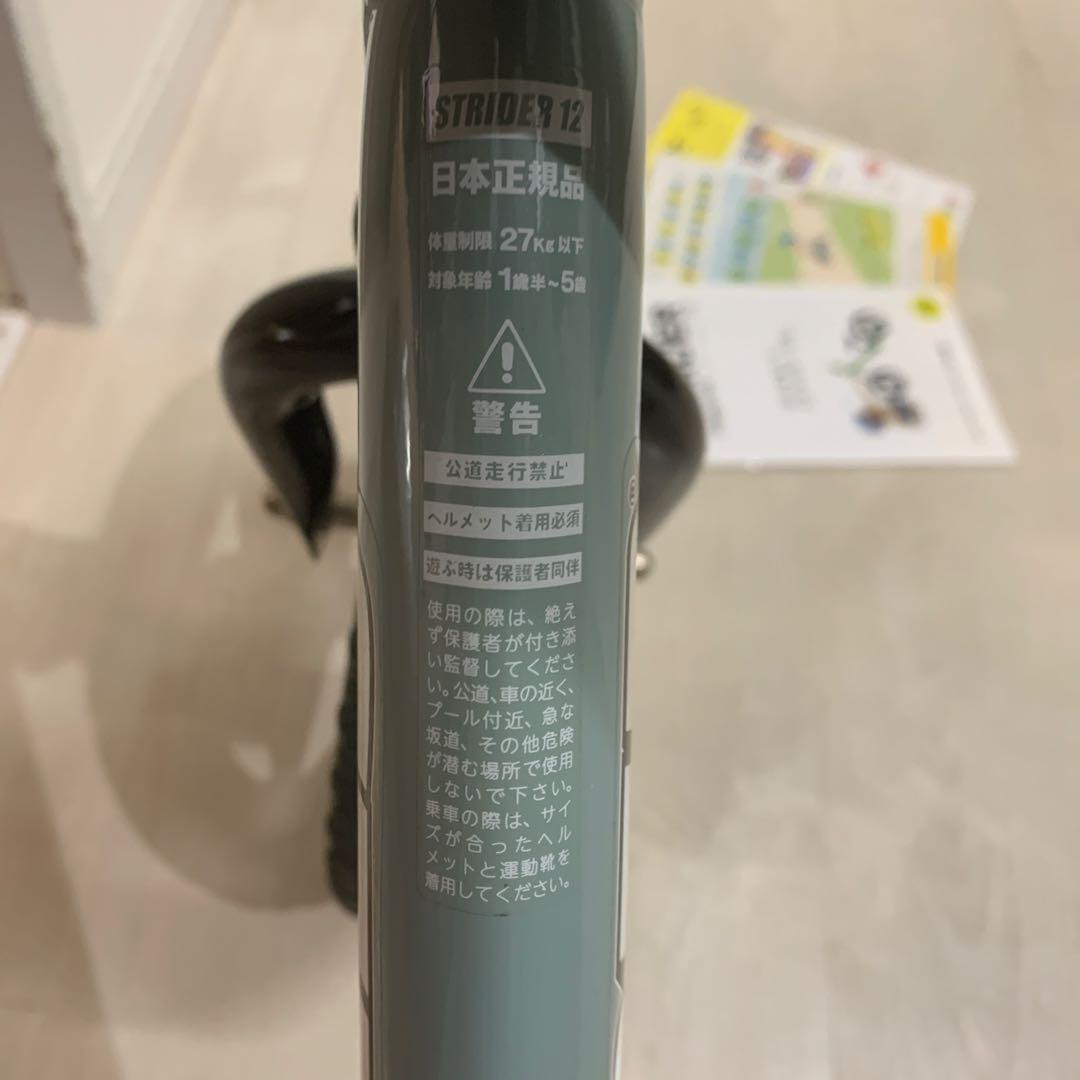 STRIDER 12
日本正規品
体重制限 27Kg 以下
対象年齢 1歳半～5歳
警告
公道走行禁止
ヘルメット着用必須
遊ぶ時は保護者同伴
使用の際は、絶え
ず保護者が付き添
い監督してくださ
い。公道、車の近く、
プール付近、急な
坂道、その他危険
が潜む場所で使用
しないで下さい。
乗車の際は、サイ
ズが合ったヘル
メットと運動靴を
着用してください。